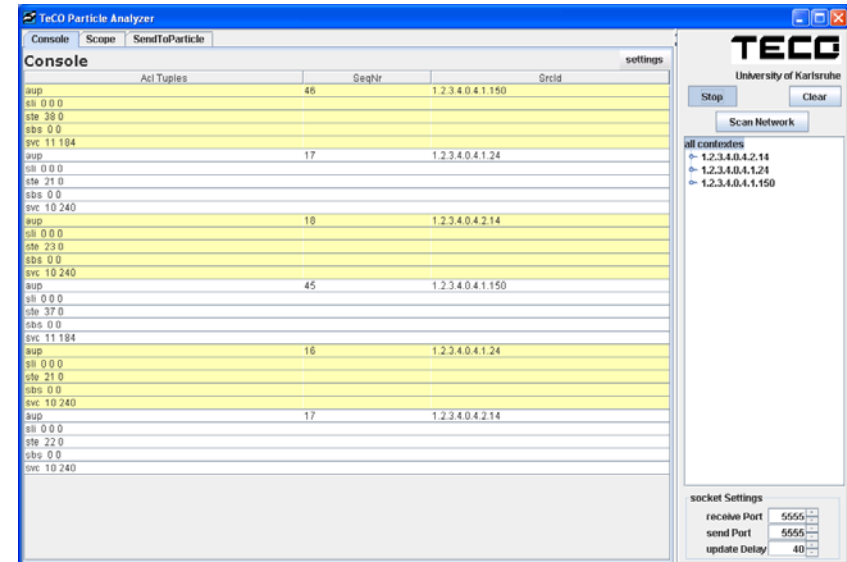 TeCO Particle Analyzer
Console Scope SendToParticle
Console settings
Acl Tuples SeqNr SrcId
aup 46 1.2.3.4.0.4.1.150
sli 0 0 0
ste 38 0
sbs 0 0
svc 11 184
aup 17 1.2.3.4.0.4.1.24
sli 0 0 0
ste 21 0
sbs 0 0
svc 10 240
aup 18 1.2.3.4.0.4.2.14
sli 0 0 0
ste 23 0
sbs 0 0
svc 10 240
aup 45 1.2.3.4.0.4.1.150
sli 0 0 0
ste 37 0
sbs 0 0
svc 11 184
aup 16 1.2.3.4.0.4.1.24
sli 0 0 0
ste 21 0
sbs 0 0
svc 10 240
aup 17 1.2.3.4.0.4.2.14
sli 0 0 0
ste 22 0
sbs 0 0
svc 10 240
TECO
University of Karlsruhe
Stop Clear
Scan Network
all contextes
1.2.3.4.0.4.2.14
1.2.3.4.0.4.1.24
1.2.3.4.0.4.1.150
socket Settings
receive Port 5555
send Port 5555
update Delay 40